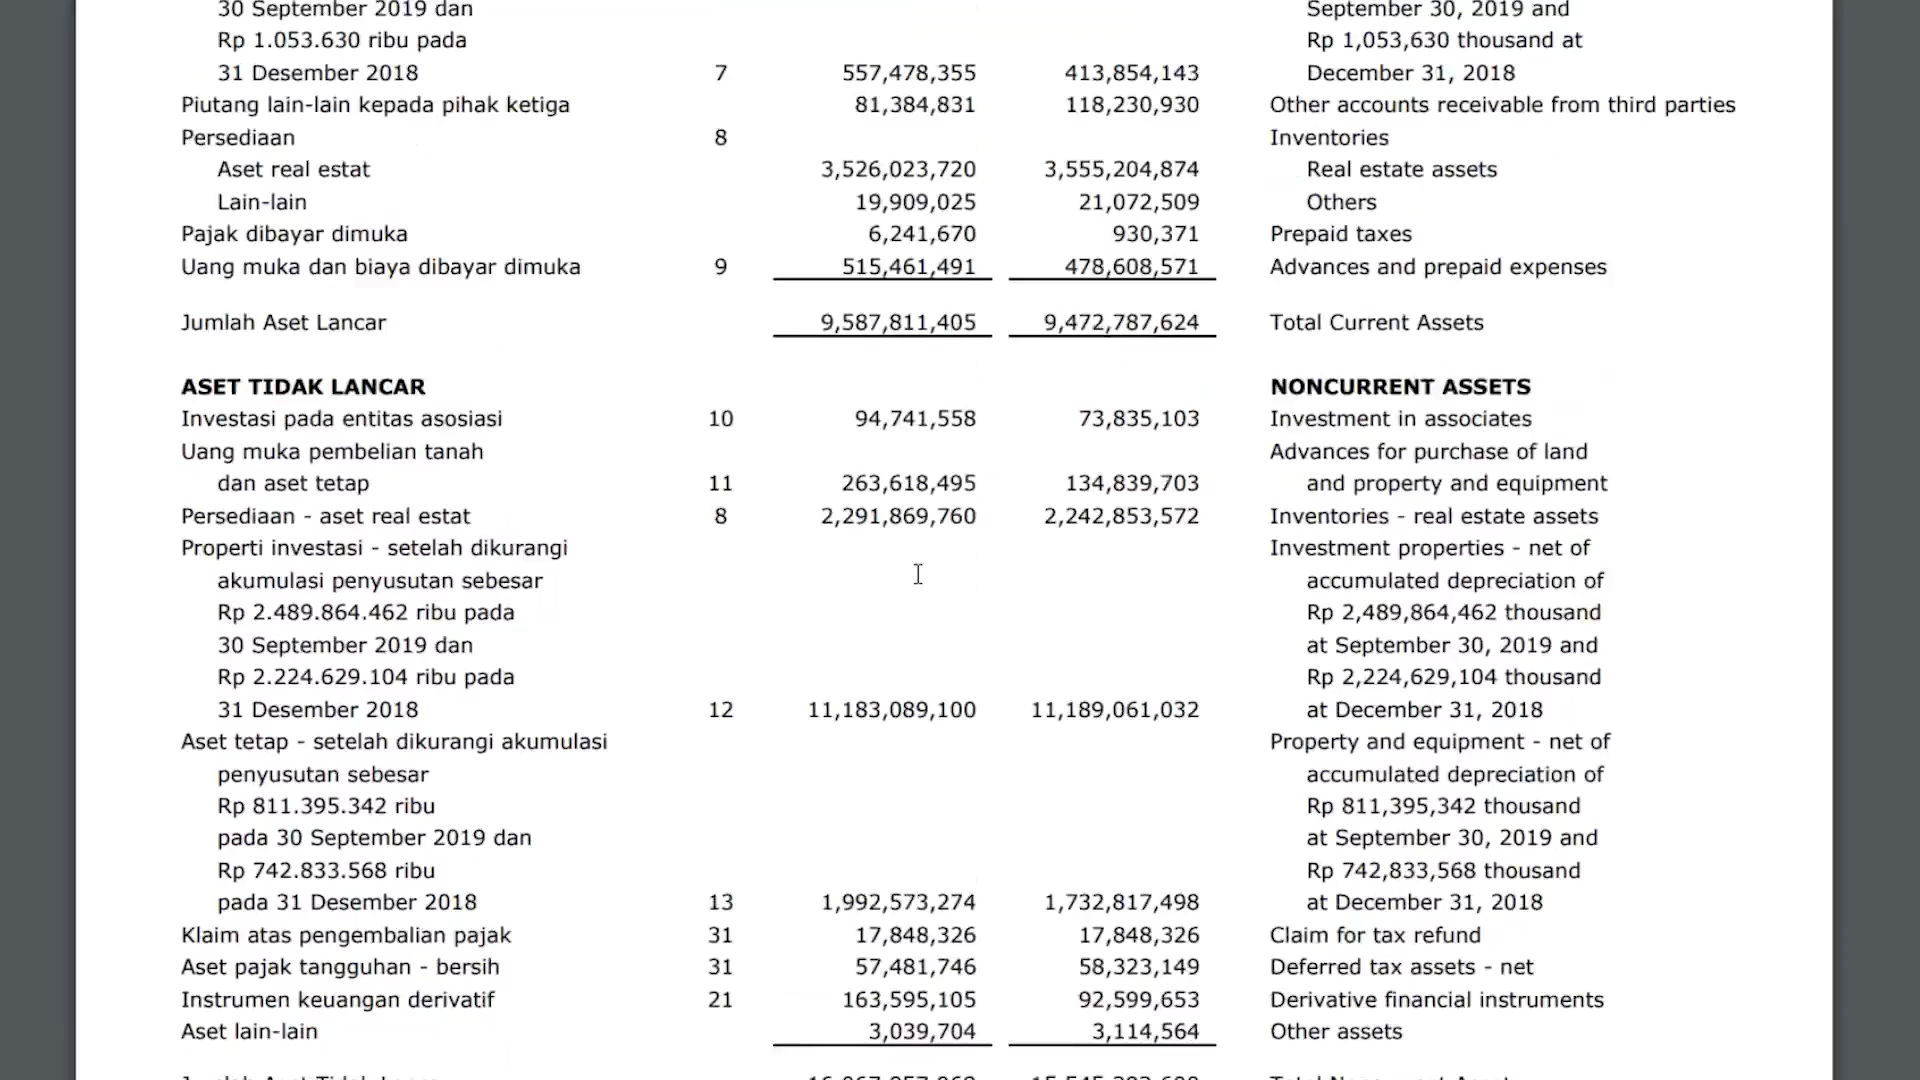 30 September 2019 dan September 30, 2019 and
Rp 1.053.630 ribu pada Rp 1,053,630 thousand at
31 Desember 2018 7 557,478,355 413,854,143 December 31, 2018
Piutang lain-lain kepada pihak ketiga 81,384,831 118,230,930 Other accounts receivable from third parties
Persediaan 8 Inventories
Aset real estat 3,526,023,720 3,555,204,874 Real estate assets
Lain-lain 19,909,025 21,072,509 Others
Pajak dibayar dimuka 6,241,670 930,371 Prepaid taxes
Uang muka dan biaya dibayar dimuka 9 515,461,491 478,608,571 Advances and prepaid expenses
Jumlah Aset Lancar 9,587,811,405 9,472,787,624 Total Current Assets
ASET TIDAK LANCAR NONCURRENT ASSETS
Investasi pada entitas asosiasi 10 94,741,558 73,835,103 Investment in associates
Uang muka pembelian tanah Advances for purchase of land
dan aset tetap 11 263,618,495 134,839,703 and property and equipment
Persediaan - aset real estat 8 2,291,869,760 2,242,853,572 Inventories - real estate assets
Properti investasi - setelah dikurangi Investment properties - net of
akumulasi penyusutan sebesar accumulated depreciation of
Rp 2.489.864.462 ribu pada Rp 2,489,864,462 thousand
30 September 2019 dan at September 30, 2019 and
Rp 2.224.629.104 ribu pada Rp 2,224,629,104 thousand
31 Desember 2018 12 11,183,089,100 11,189,061,032 at December 31, 2018
Aset tetap - setelah dikurangi akumulasi Property and equipment - net of
penyusutan sebesar accumulated depreciation of
Rp 811.395.342 ribu Rp 811,395,342 thousand
pada 30 September 2019 dan at September 30, 2019 and
Rp 742.833.568 ribu Rp 742,833,568 thousand
pada 31 Desember 2018 13 1,992,573,274 1,732,817,498 at December 31, 2018
Klaim atas pengembalian pajak 31 17,848,326 17,848,326 Claim for tax refund
Aset pajak tangguhan - bersih 31 57,481,746 58,323,149 Deferred tax assets - net
Instrumen keuangan derivatif 21 163,595,105 92,599,653 Derivative financial instruments
Aset lain-lain 3,039,704 3,114,564 Other assets